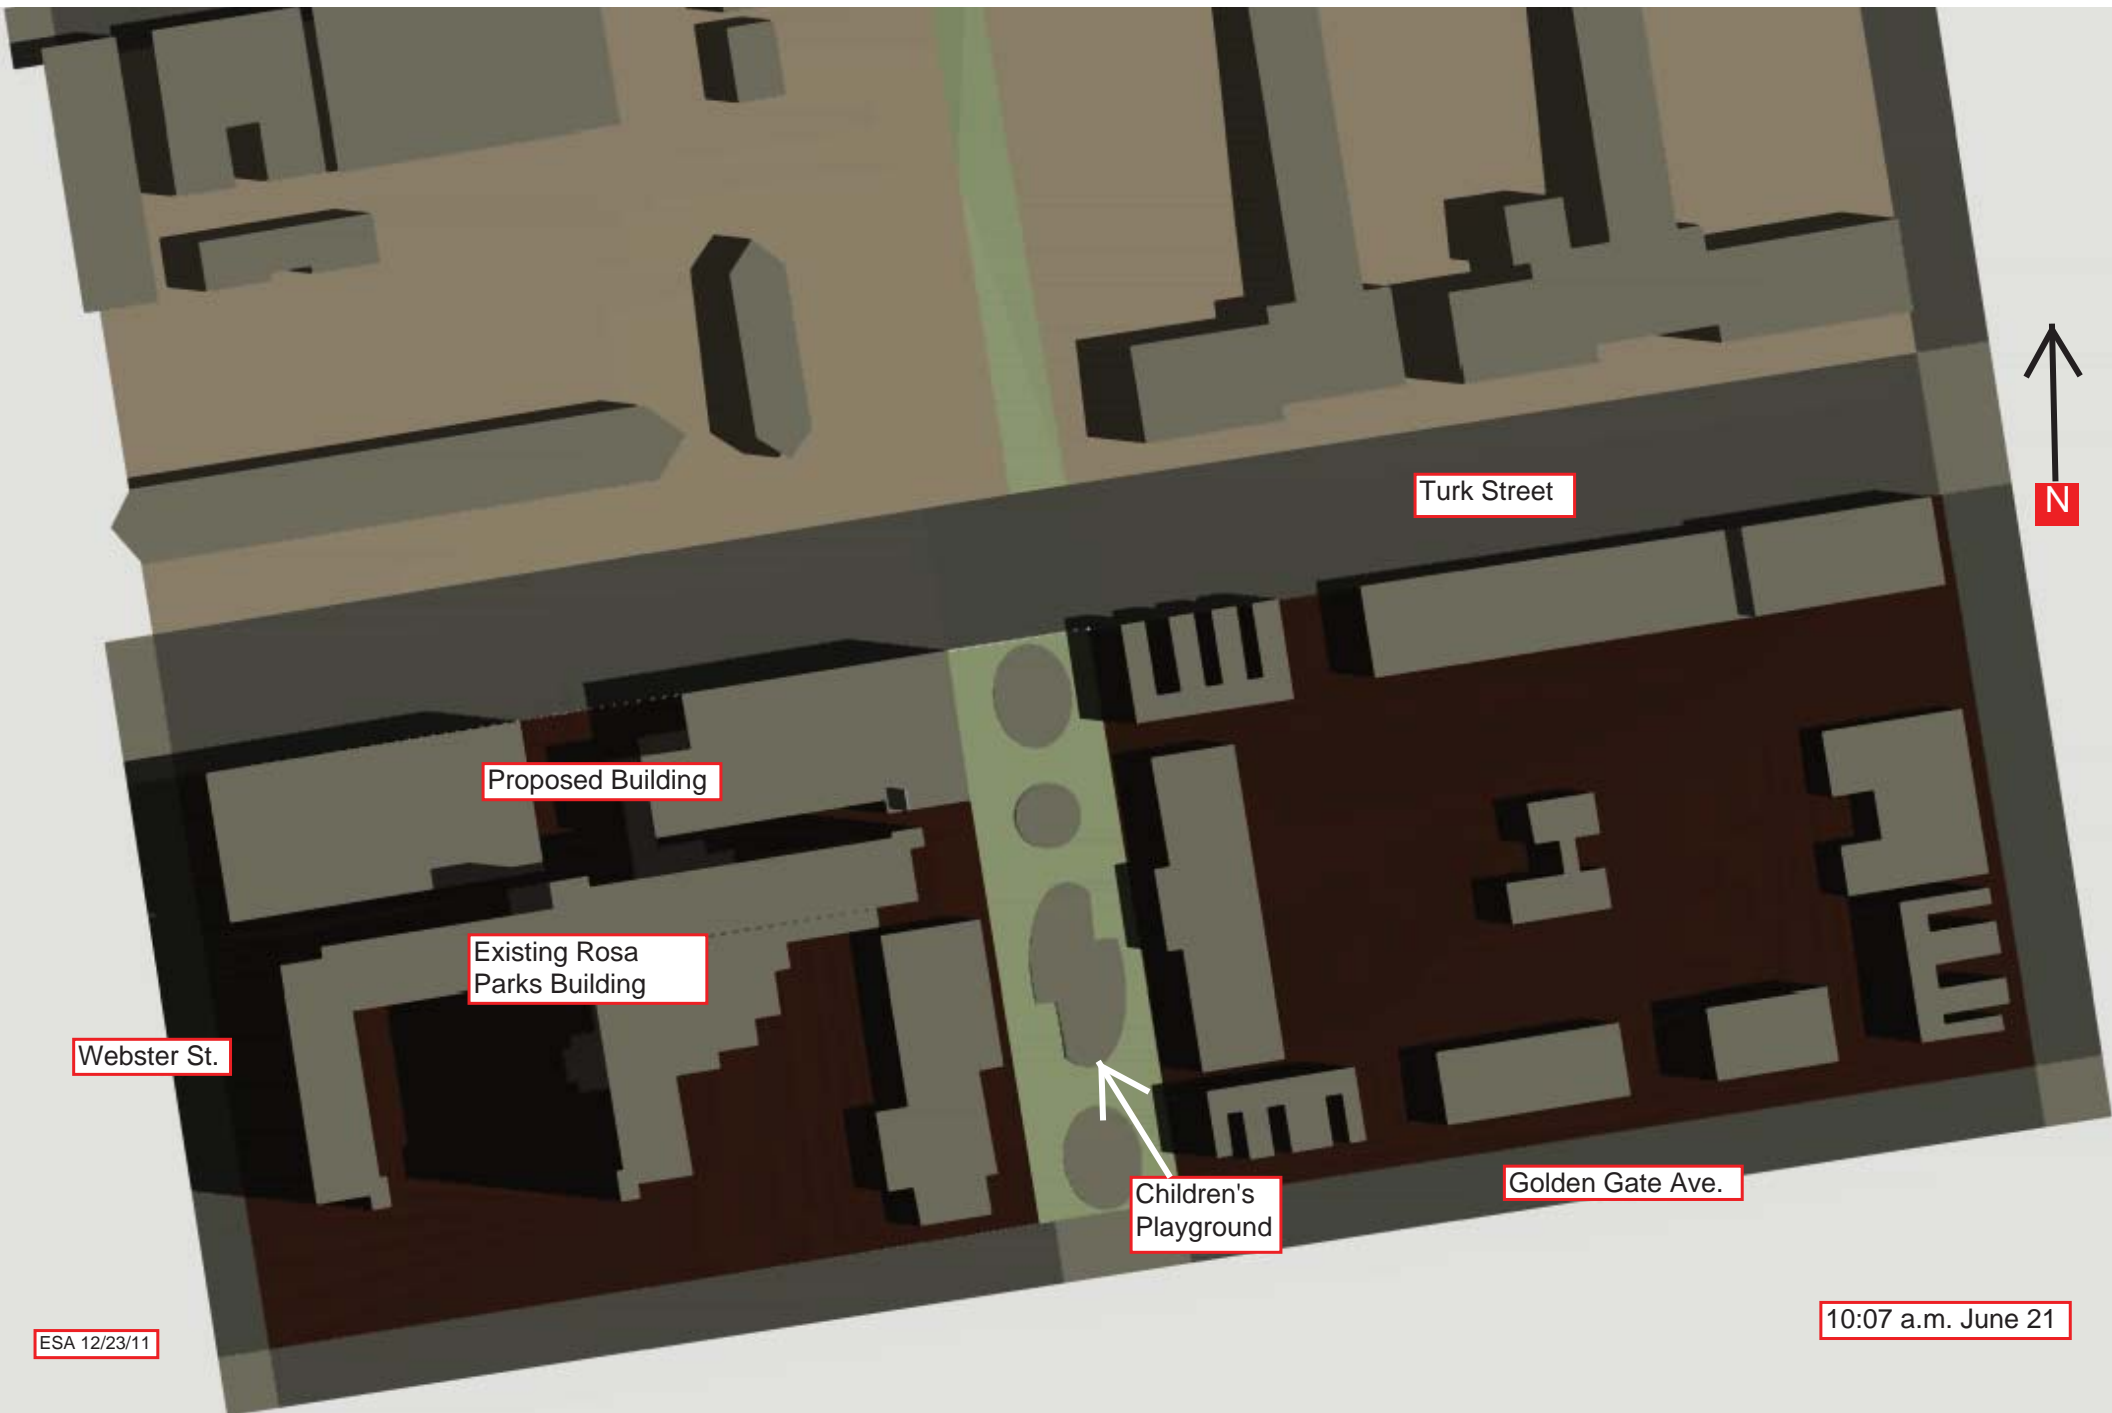 Turk Street
N
Proposed Building
Existing Rosa
Parks Building
Webster St.
Children's
Playground
Golden Gate Ave.
10:07 a.m. June 21
ESA 12/23/11